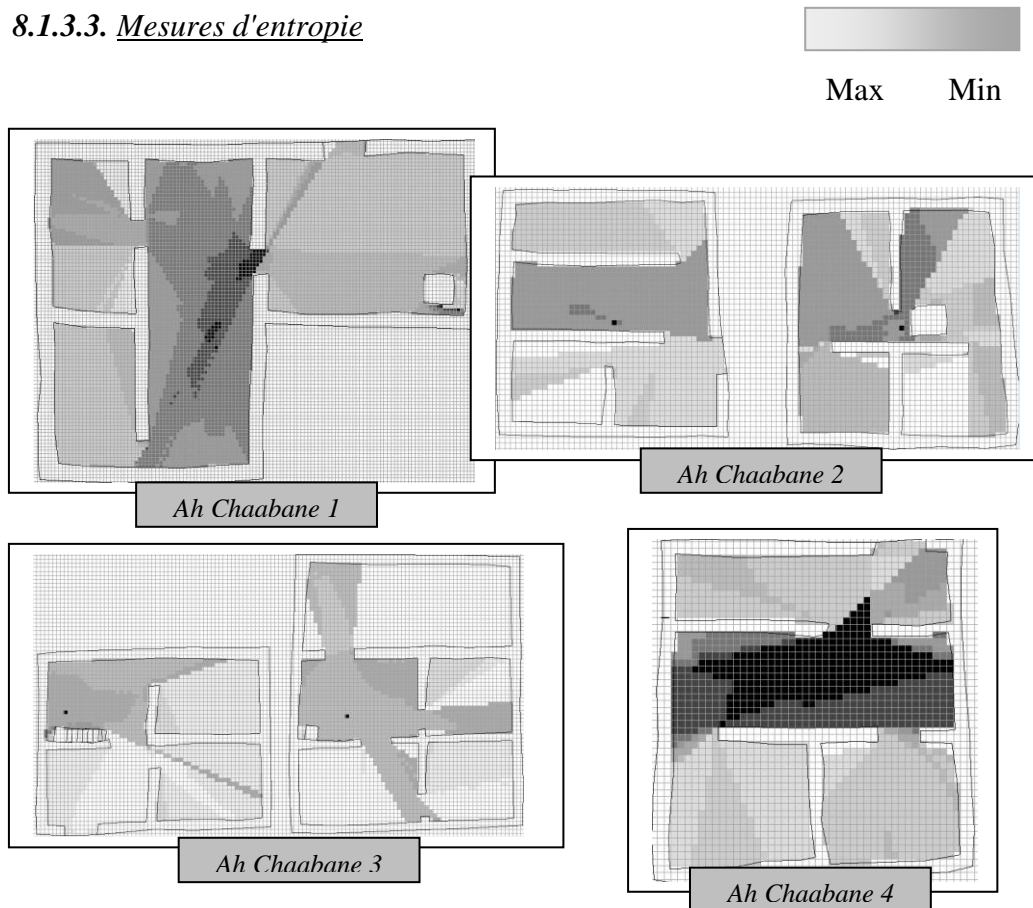 8.1.3.3. Mesures d'entropie
Max Min
Ah Chaabane 1
Ah Chaabane 2
Ah Chaabane 3
Ah Chaabane 4